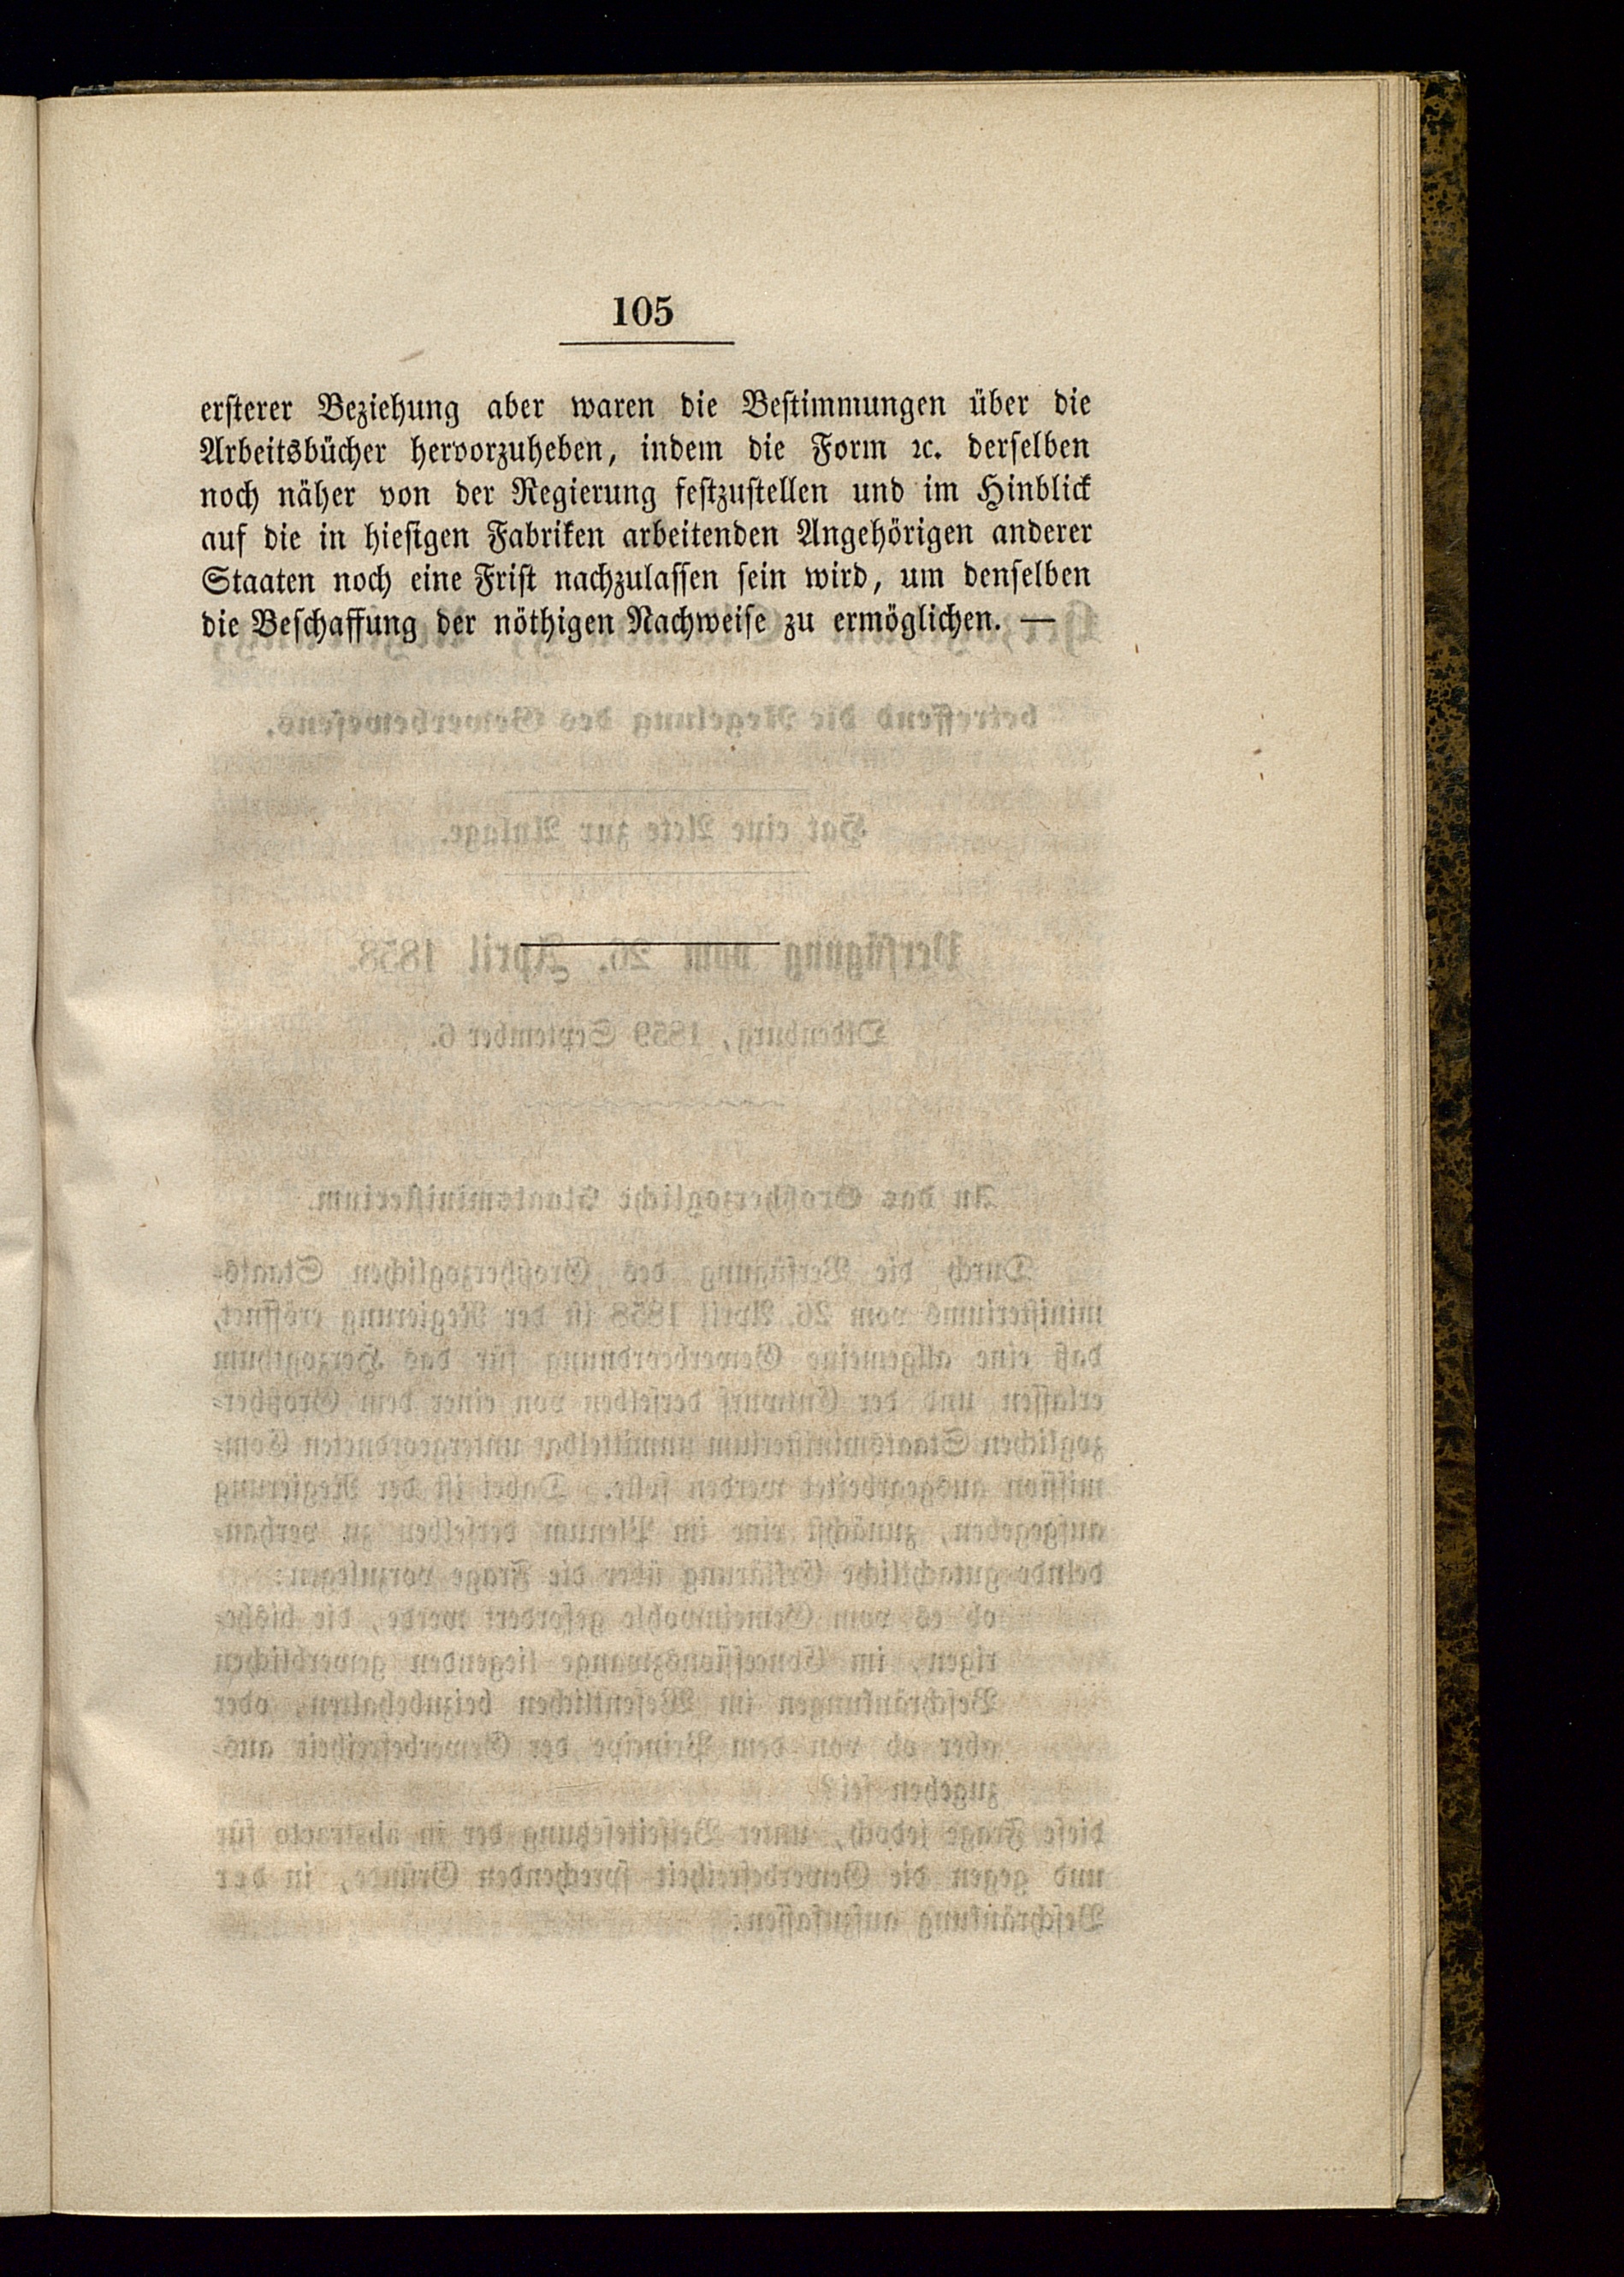 105
ersterer Beziehung aber waren die Bestimmungen über die
Arbeitsbücher hervorzuheben, indem die Form ꝛc. derselben
noch näher von der Regierung festzustellen und im Hinblick
auf die in hiesigen Fabriken arbeitenden Angehörigen anderer
Staaten noch eine Frist nachzulassen sein wird, um denselben
die Beschaffung der nöthigen Nachweise zu ermöglichen. —